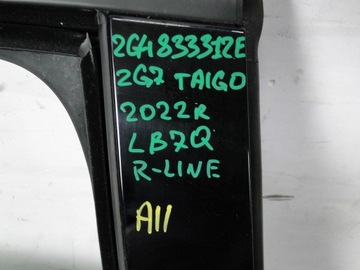 2G4833312E
2G7 TAIGO
2022R
LB7Q
R-LINE
A11